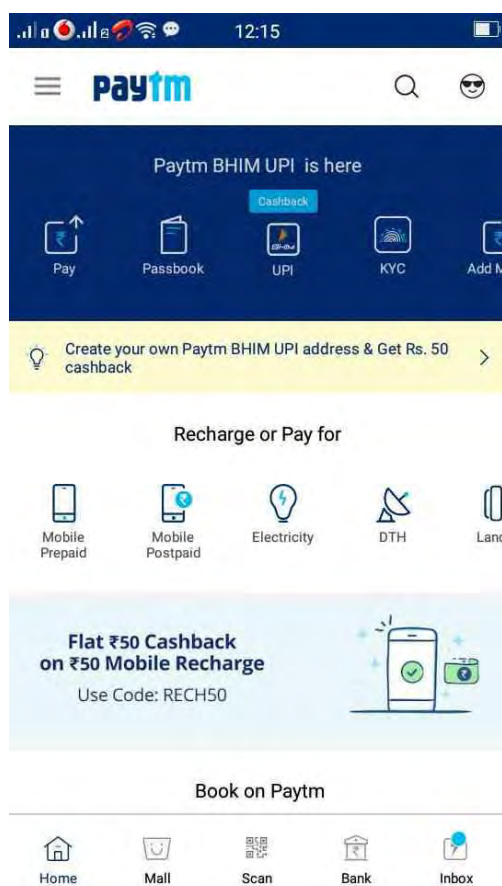 12:15
paytm
Paytm BHIM UPI is here
Cashback
Pay
Passbook
UPI
KYC
Add M
Create your own Paytm BHIM UPI address & Get Rs. 50
cashback
Recharge or Pay for
Mobile
Prepaid
Mobile
Postpaid
Electricity
DTH
Land
Flat ₹50 Cashback
on ₹50 Mobile Recharge
Use Code: RECH50
Book on Paytm
Home
Mall
Scan
Bank
Inbox